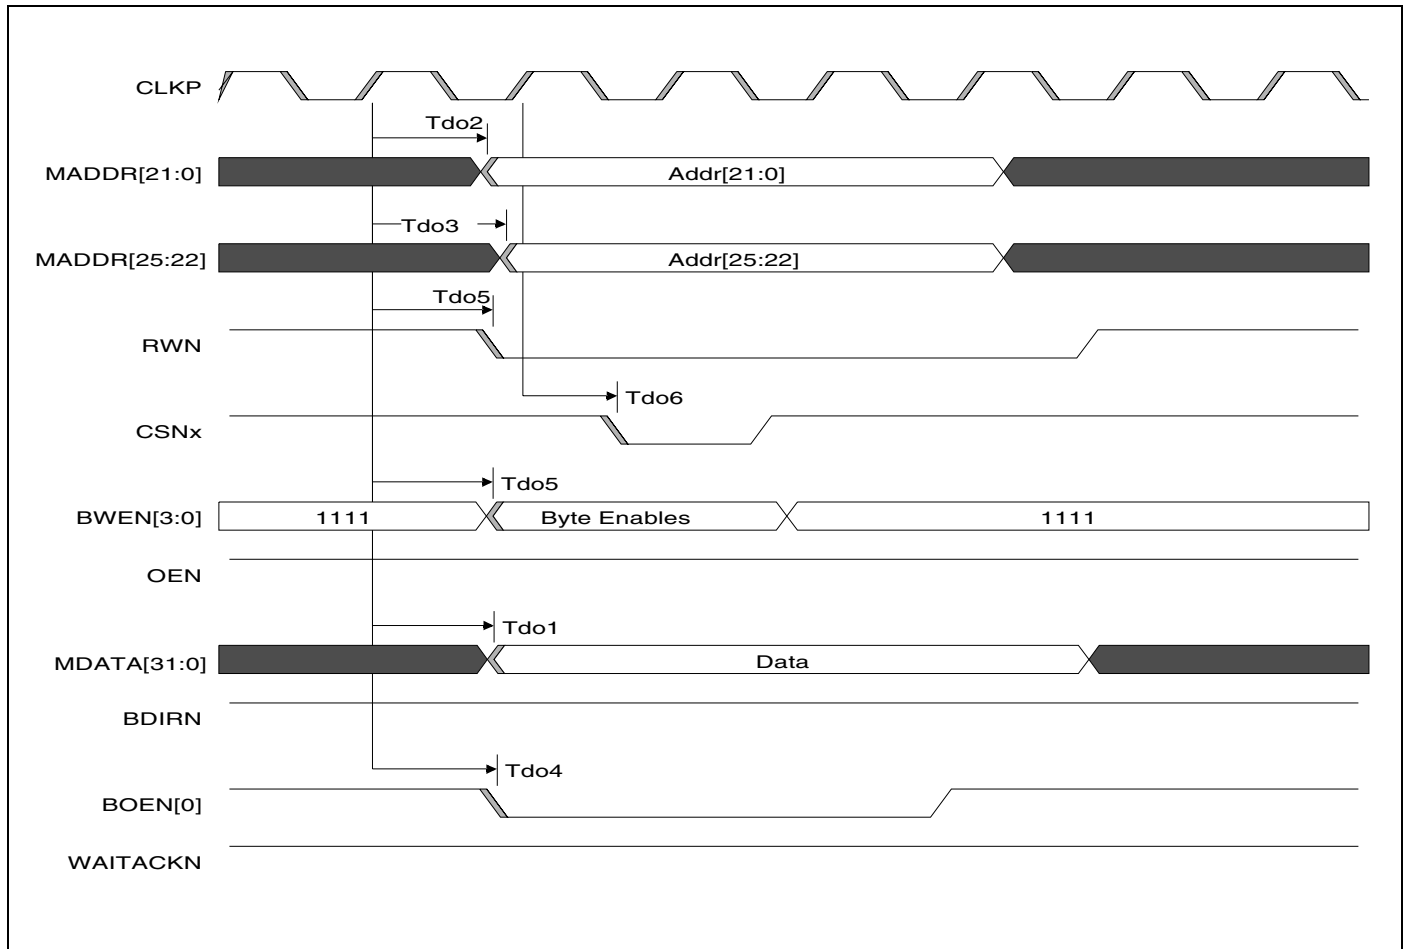 CLKP
Tdo2
MADDR[21:0] Addr[21:0]
Tdo3
MADDR[25:22] Addr[25:22]
Tdo5
RWN
Tdo6
CSNx
Tdo5
BWEN[3:0] 1111 Byte Enables 1111
OEN
Tdo1
MDATA[31:0] Data
BDIRN
Tdo4
BOEN[0]
WAITACKN